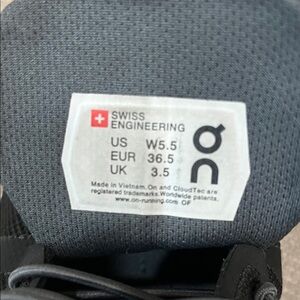 SWISS
ENGINEERING
US W5.5
EUR 36.5
UK 3.5
Made in Vietnam. On and CloudTec are
registered trademarks. Worldwide patents.
www.on-running.com OF
On